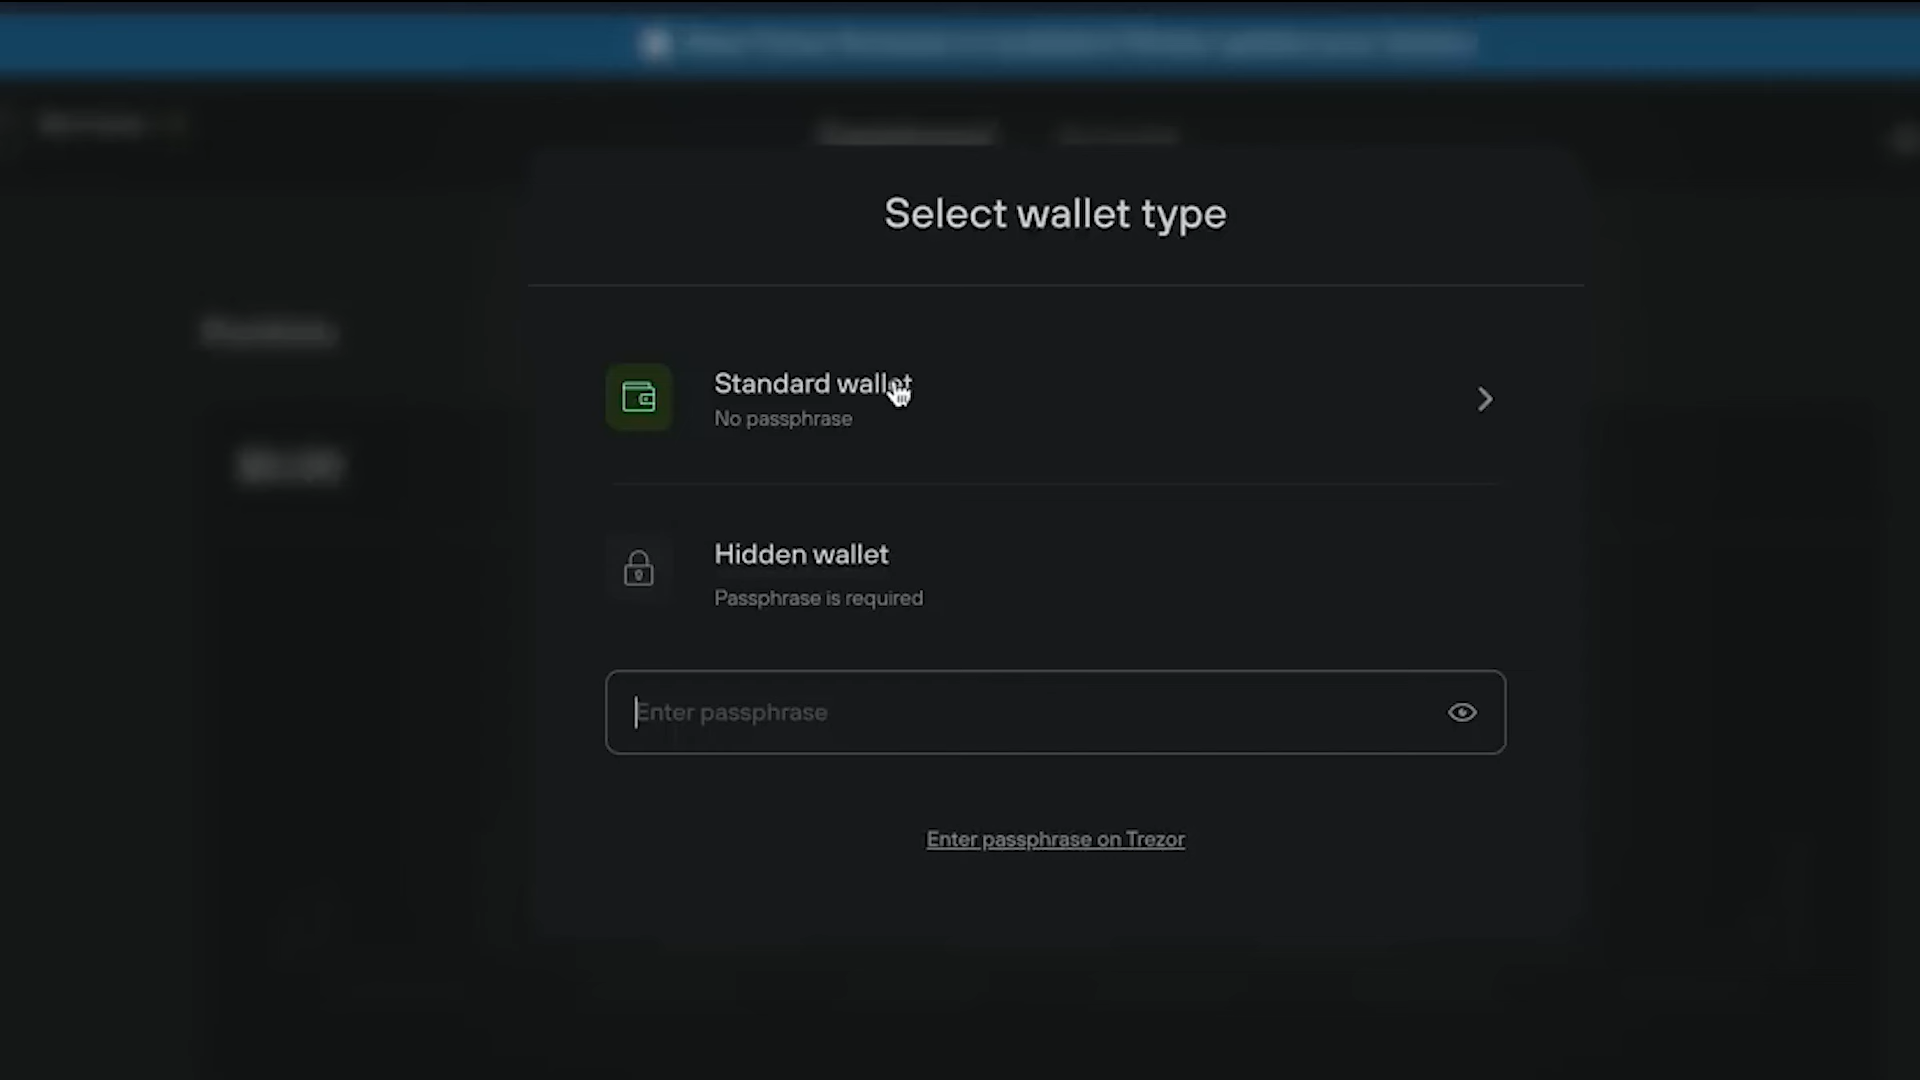 Select wallet type
Standard wallet
No passphrase
Hidden wallet
Passphrase is required
Enter passphrase
Enter passphrase on Trezor